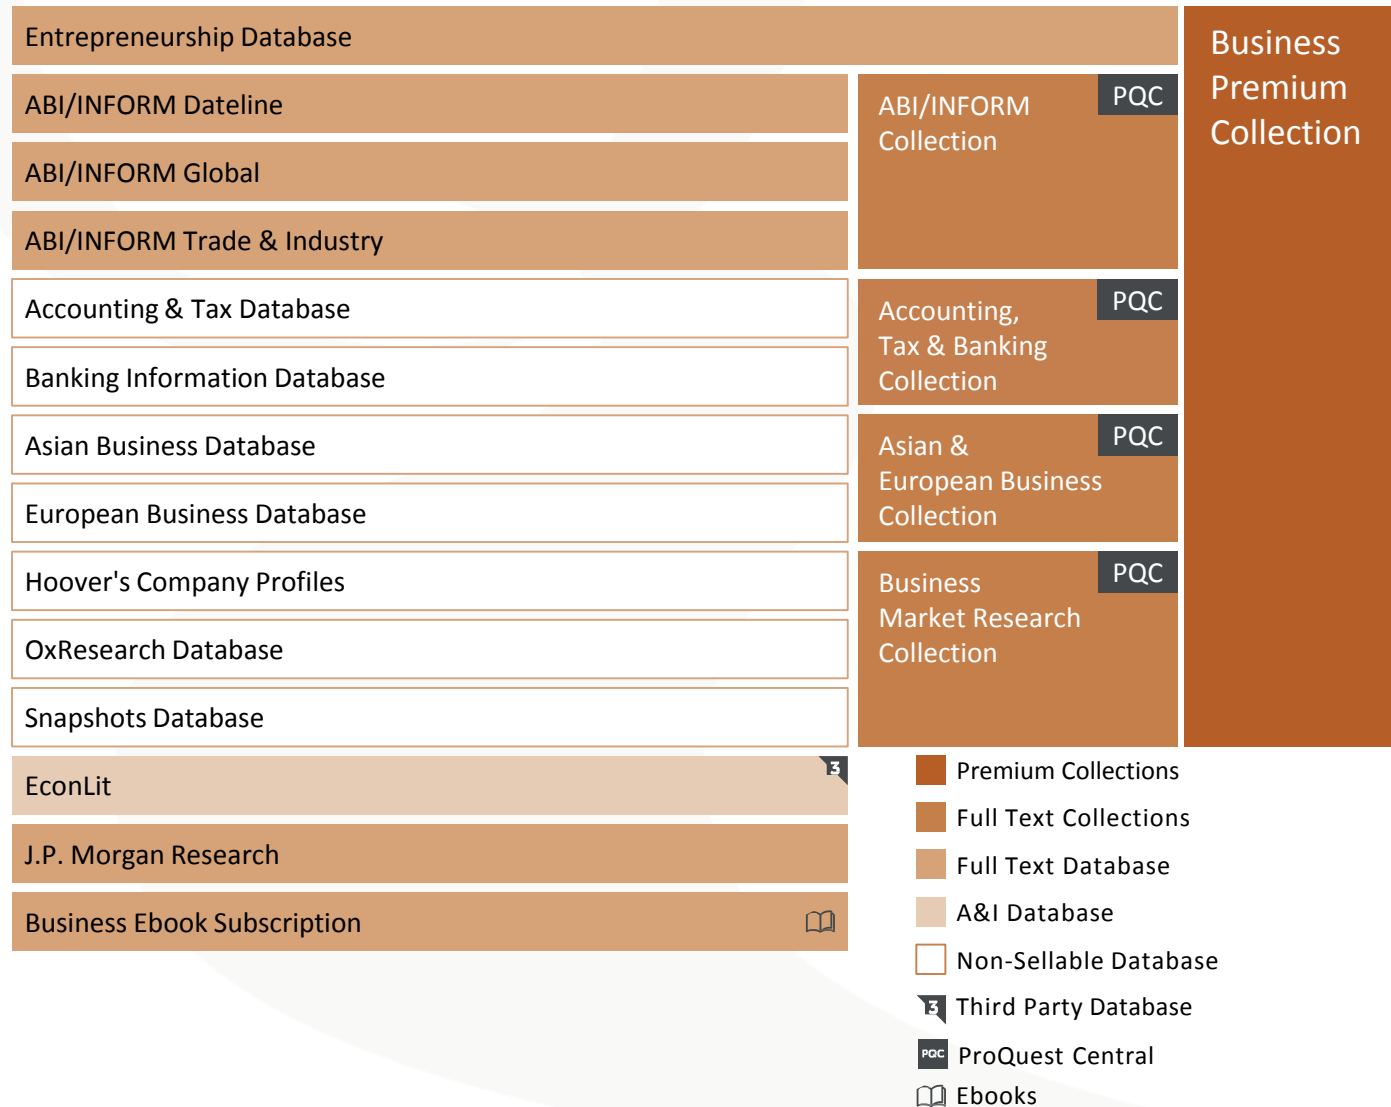 Entrepreneurship Database
Business
Premium
Collection
ABI/INFORM Dateline
ABI/INFORM Global
ABI/INFORM Trade & Industry
ABI/INFORM
Collection
PQC
Accounting & Tax Database
Banking Information Database
Accounting,
Tax & Banking
Collection
PQC
Asian Business Database
European Business Database
Asian &
European Business
Collection
PQC
Hoover's Company Profiles
OxResearch Database
Snapshots Database
Business
Market Research
Collection
PQC
EconLit
3
J.P. Morgan Research
Business Ebook Subscription
Premium Collections
Full Text Collections
Full Text Database
A&I Database
Non-Sellable Database
3 Third Party Database
PQC ProQuest Central
Ebooks